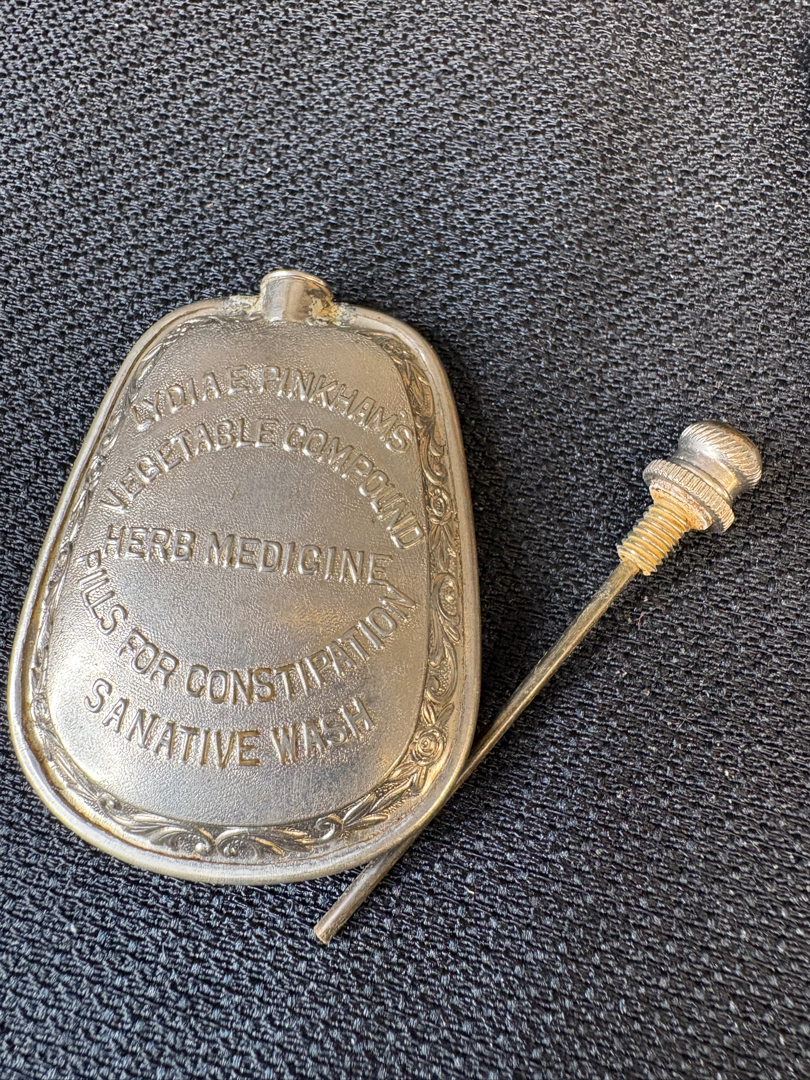 LYDIA E. PINKHAM'S
VEGETABLE COMPOUND
HERB MEDICINE
PILLS FOR CONSTIPATION
SANATIVE WASH